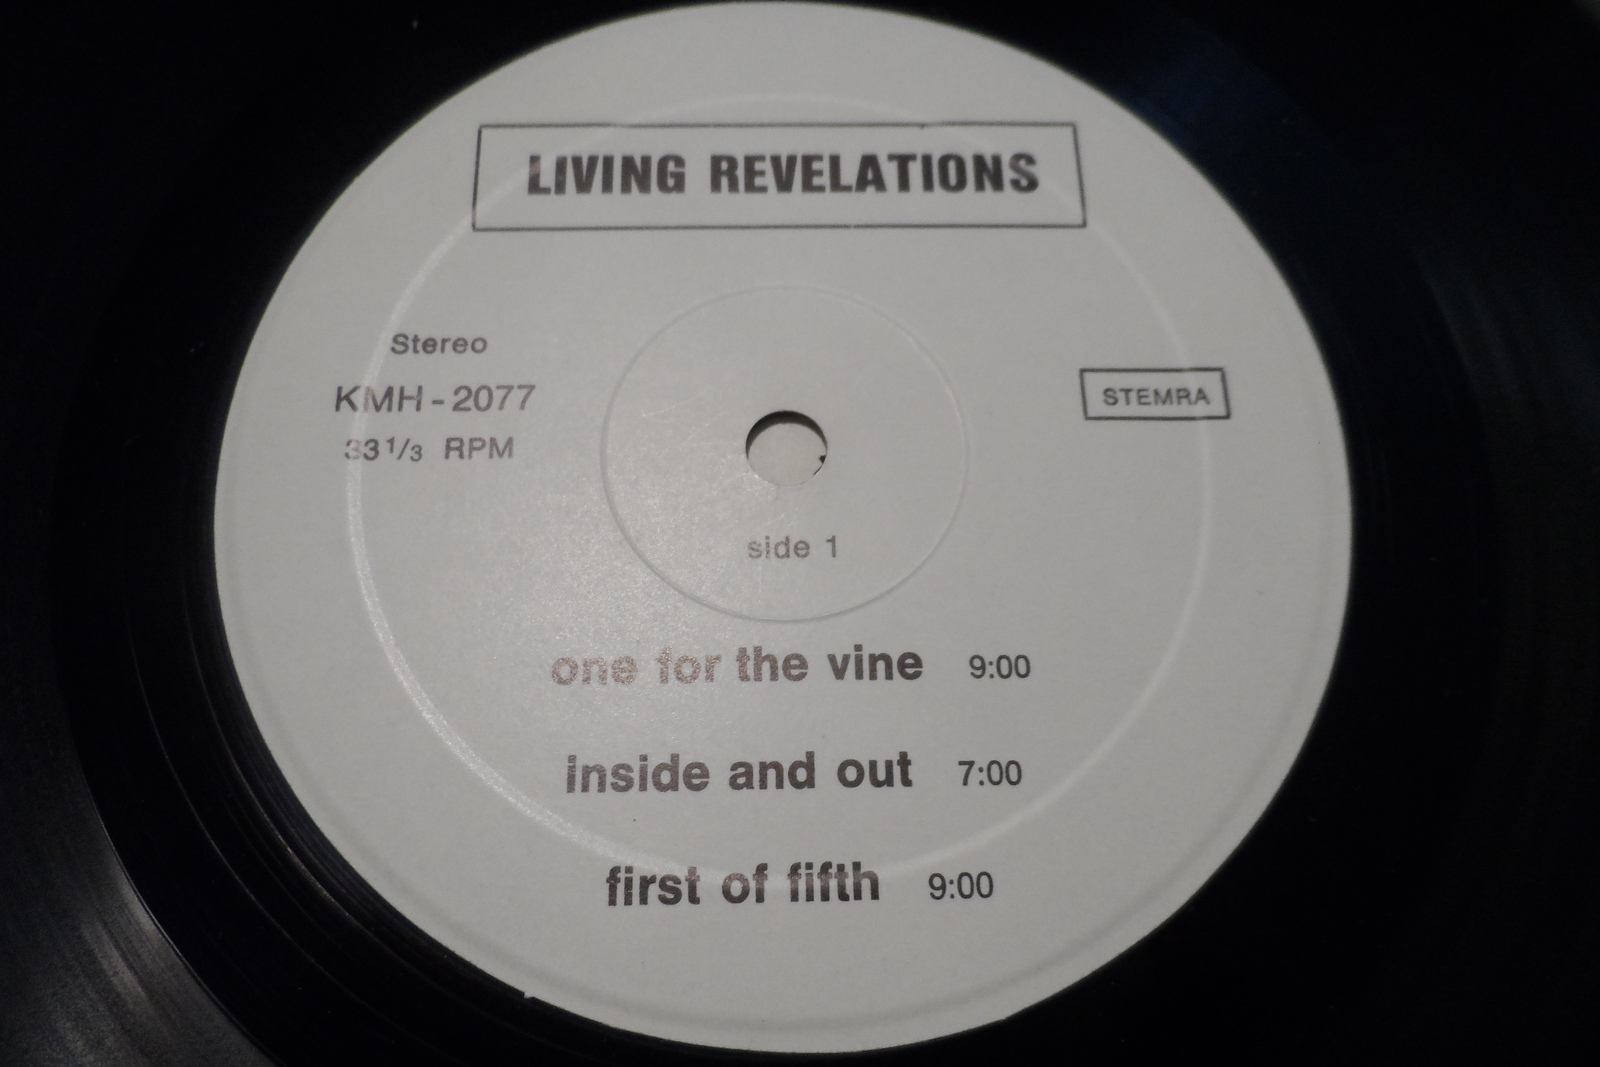 LIVING REVELATIONS
Stereo
KMH-2077
33 1/3 RPM
STEMRA
side 1
one for the vine 9:00
inside and out 7:00
first of fifth 9:00